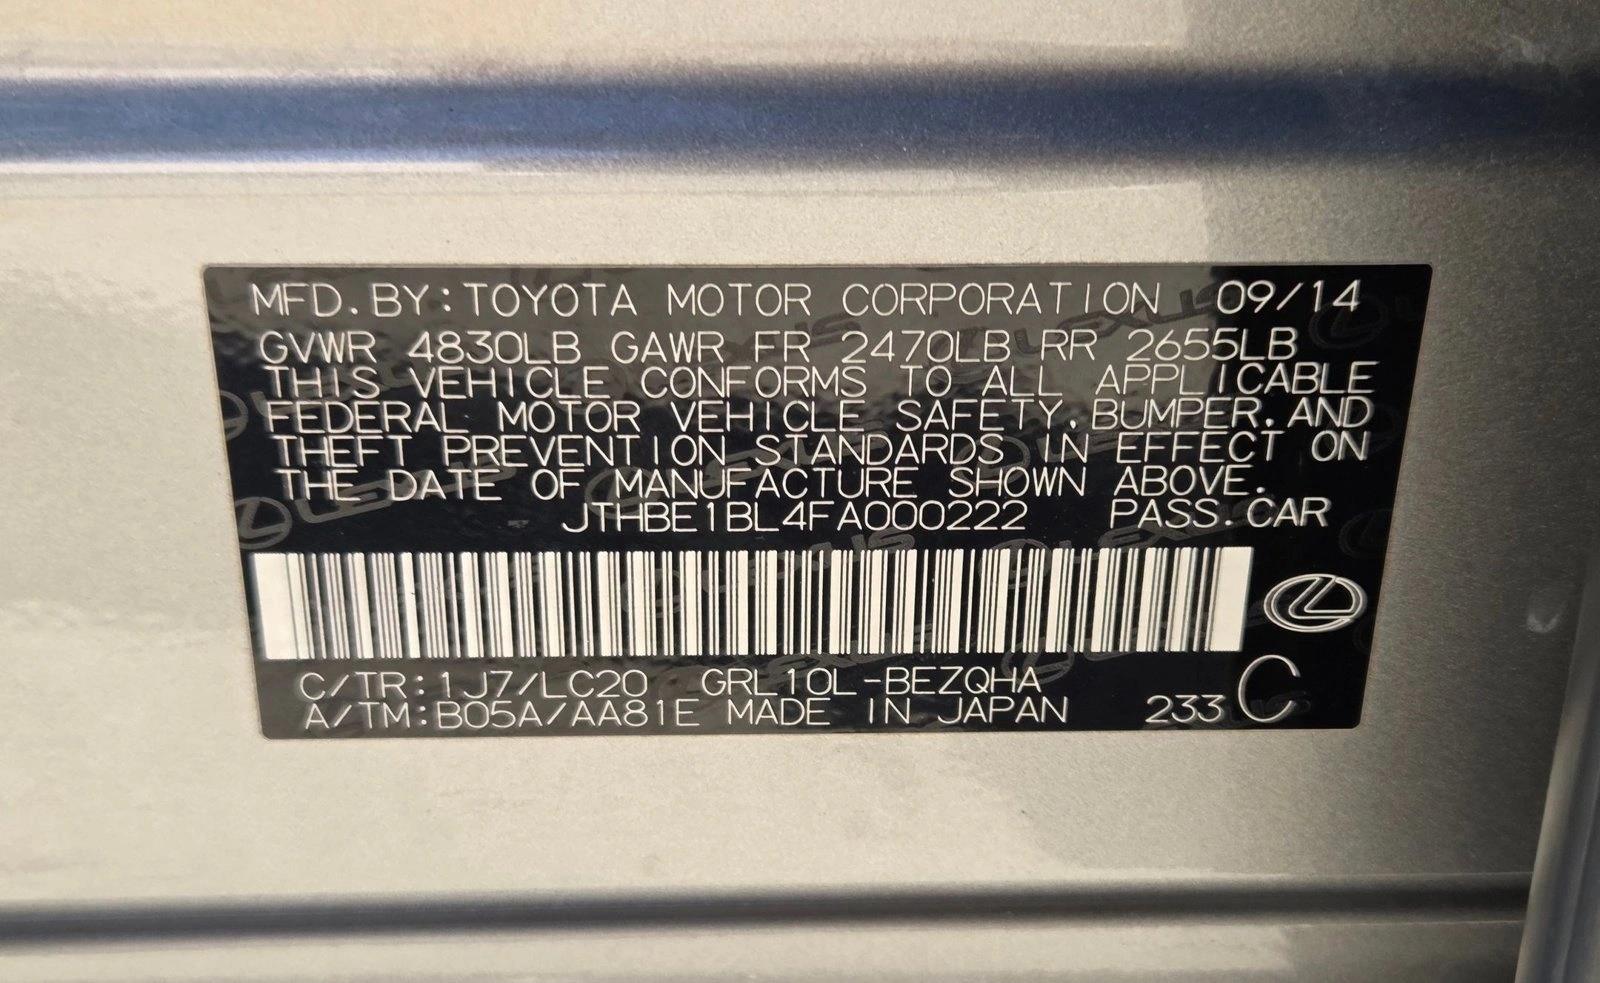 MFD. BY: TOYOTA MOTOR CORPORATION 09/14
GVWR 4830LB GAWR FR 2470LB RR 2655LB
THIS VEHICLE CONFORMS TO ALL APPLICABLE
FEDERAL MOTOR VEHICLE SAFETY, BUMPER, AND
THEFT PREVENTION STANDARDS IN EFFECT ON
THE DATE OF MANUFACTURE SHOWN ABOVE.
JTHBE1BL4FA000222 PASS. CAR
C/TR: 1J7/LC20 GRL10L-BEZQHA
A/TM: B05A/AA81E MADE IN JAPAN 233 C